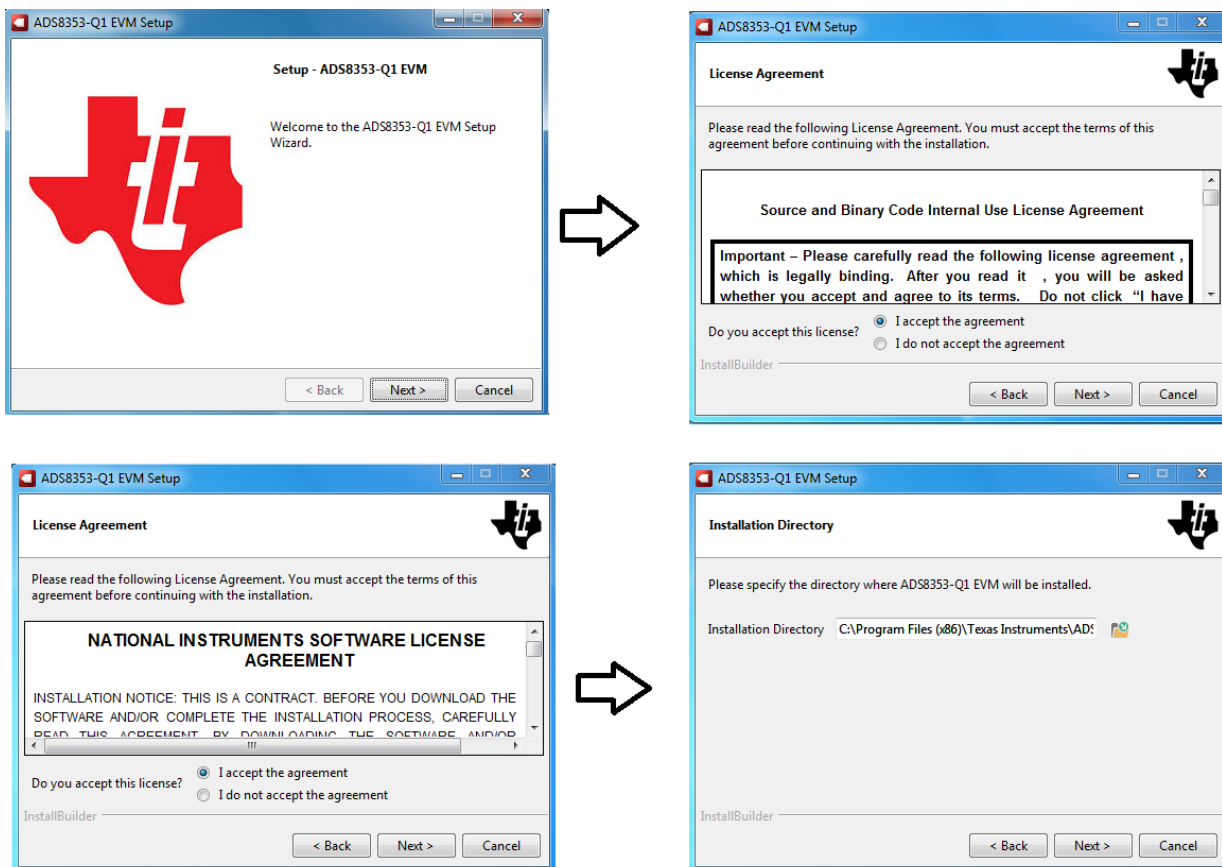 ADS8353-Q1 EVM Setup
Setup - ADS8353-Q1 EVM
Welcome to the ADS8353-Q1 EVM Setup
Wizard.
< Back
Next >
Cancel
ADS8353-Q1 EVM Setup
License Agreement
Please read the following License Agreement. You must accept the terms of this
agreement before continuing with the installation.
Source and Binary Code Internal Use License Agreement
Important – Please carefully read the following license agreement ,
which is legally binding. After you read it , you will be asked
whether you accept and agree to its terms. Do not click “I have
Do you accept this license?
I accept the agreement
I do not accept the agreement
InstallBuilder
< Back
Next >
Cancel
ADS8353-Q1 EVM Setup
License Agreement
Please read the following License Agreement. You must accept the terms of this
agreement before continuing with the installation.
NATIONAL INSTRUMENTS SOFTWARE LICENSE
AGREEMENT
INSTALLATION NOTICE: THIS IS A CONTRACT. BEFORE YOU DOWNLOAD THE
SOFTWARE AND/OR COMPLETE THE INSTALLATION PROCESS, CAREFULLY
READ THIS AGREEMENT. BY DOWNLOADING THE SOFTWARE AND/OR
Do you accept this license?
I accept the agreement
I do not accept the agreement
InstallBuilder
< Back
Next >
Cancel
ADS8353-Q1 EVM Setup
Installation Directory
Please specify the directory where ADS8353-Q1 EVM will be installed.
Installation Directory C:\Program Files (x86)\Texas Instruments\ADS
InstallBuilder
< Back
Next >
Cancel